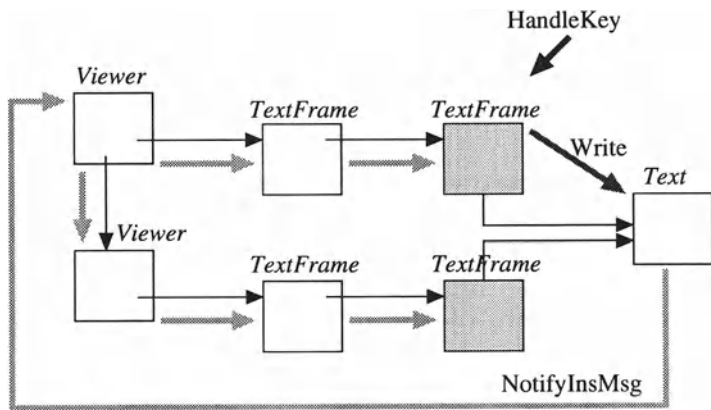 HandleKey
Viewer
TextFrame
TextFrame
Write
Text
Viewer
TextFrame
TextFrame
NotifyInsMsg